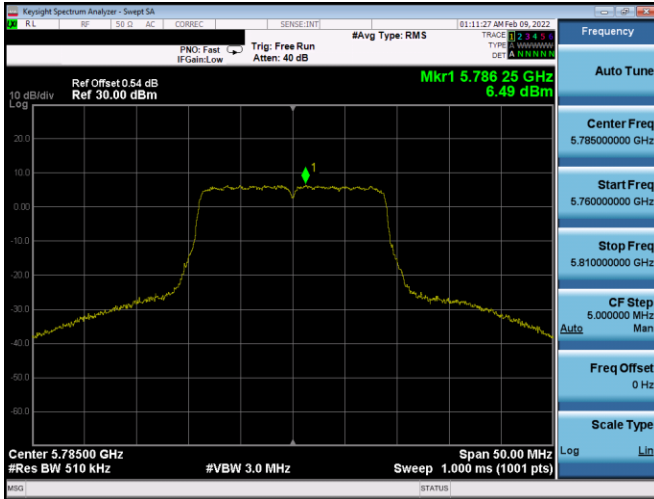 Keysight Spectrum Analyzer - Swept SA
RL RF 50 Ω AC CORREC SENSE:INT 01:11:27 AM Feb 09, 2022
#Avg Type: RMS TRACE 1 2 3 4 5 6
PNO: Fast Trig: Free Run TYPE A WWWWW
IFGain:Low Atten: 40 dB DET A N N N N N
Mkr1 5.786 25 GHz
6.49 dBm
Ref Offset 0.54 dB
10 dB/div Ref 30.00 dBm
Log
20.0
10.0
1
0.00
-10.0
-20.0
-30.0
-40.0
-50.0
-60.0
Center 5.78500 GHz Span 50.00 MHz
#Res BW 510 kHz #VBW 3.0 MHz Sweep 1.000 ms (1001 pts)
MSG STATUS
Frequency
Auto Tune
Center Freq
5.785000000 GHz
Start Freq
5.760000000 GHz
Stop Freq
5.810000000 GHz
CF Step
5.000000 MHz
Auto Man
Freq Offset
0 Hz
Scale Type
Log Lin